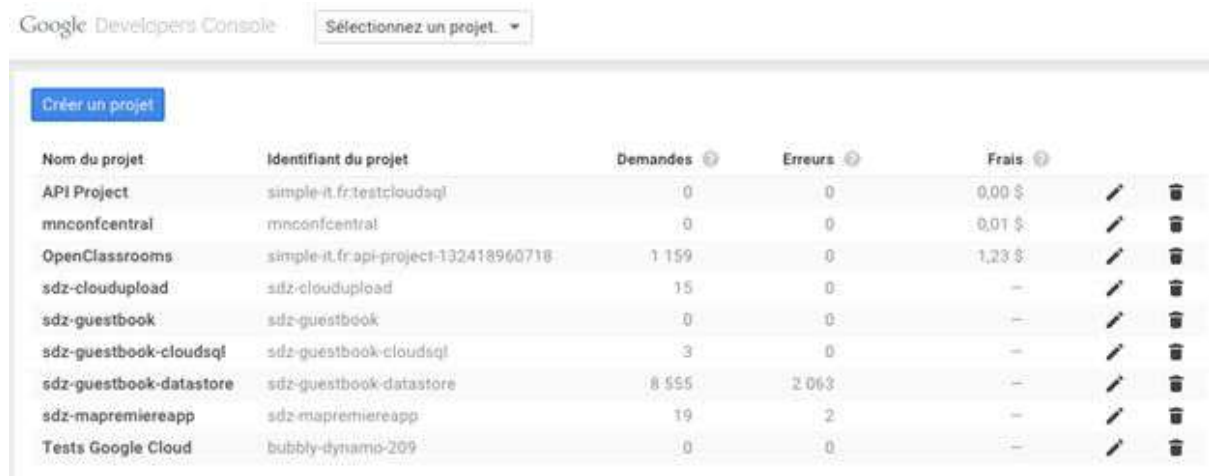 Google Developers Console Sélectionnez un projet.
Créer un projet
Nom du projet Identifiant du projet Demandes ? Erreurs ? Frais ?
API Project simple-it.fr:testcloudsql 0 0 0,00 $
mnconfcentral mnconfcentral 0 0 0,01 $
OpenClassrooms simple-it.fr:api-project-132418960718 1 159 0 1,23 $
sdz-cloudupload sdz-cloudupload 15 0 —
sdz-guestbook sdz-guestbook 0 0 —
sdz-guestbook-cloudsql sdz-guestbook-cloudsql 3 0 —
sdz-guestbook-datastore sdz-guestbook-datastore 8 555 2 063 —
sdz-mapremiereapp sdz-mapremiereapp 19 2 —
Tests Google Cloud bubbly-dynamo-209 0 0 —